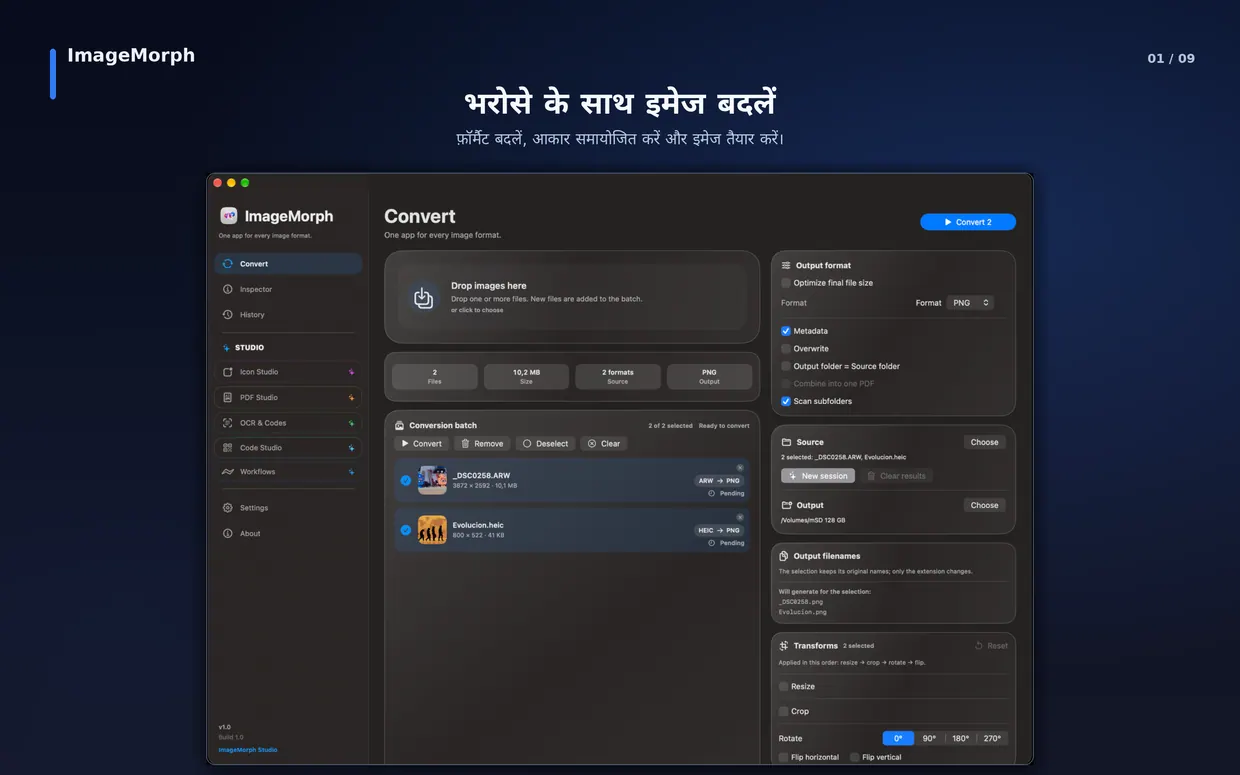 ImageMorph
01 / 09
भरोसे के साथ इमेज बदलें
फ़ॉर्मैट बदलें, आकार समायोजित करें और इमेज तैयार करें।
ImageMorph
One app for every image format.
Convert
Inspector
History
STUDIO
Icon Studio
PDF Studio
OCR & Codes
Code Studio
Workflows
Settings
About
v1.0
Build 1.0
ImageMorph Studio
Convert
One app for every image format.
Convert 2
Drop images here
Drop one or more files. New files are added to the batch.
or click to choose
2
Files
10,2 MB
Size
2 formats
Source
PNG
Output
Conversion batch
2 of 2 selected Ready to convert
Convert Remove Deselect Clear
_DSC0258.ARW
3872 × 2592 · 10,1 MB
ARW → PNG
Pending
Evolucion.heic
800 × 522 · 41 KB
HEIC → PNG
Pending
Output format
Optimize final file size
Format Format PNG
Metadata
Overwrite
Output folder = Source folder
Combine into one PDF
Scan subfolders
Source Choose
2 selected: _DSC0258.ARW, Evolucion.heic
New session Clear results
Output Choose
/Volumes/mSD 128 GB
Output filenames
The selection keeps its original names; only the extension changes.
Will generate for the selection:
_DSC0258.png
Evolucion.png
Transforms 2 selected Reset
Applied in this order: resize → crop → rotate → flip.
Resize
Crop
Rotate 0° 90° 180° 270°
Flip horizontal Flip vertical